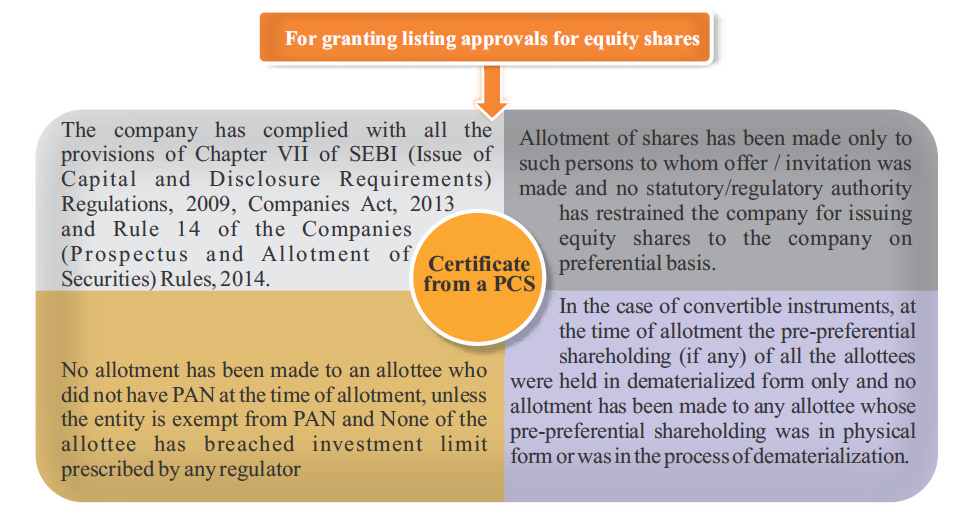 For granting listing approvals for equity shares
The company has complied with all the
provisions of Chapter VII of SEBI (Issue of
Capital and Disclosure Requirements)
Regulations, 2009, Companies Act, 2013
and Rule 14 of the Companies
(Prospectus and Allotment of
Securities) Rules, 2014.
Allotment of shares has been made only to
such persons to whom offer / invitation was
made and no statutory/regulatory authority
has restrained the company for issuing
equity shares to the company on
preferential basis.
Certificate
from a PCS
No allotment has been made to an allottee who
did not have PAN at the time of allotment, unless
the entity is exempt from PAN and None of the
allottee has breached investment limit
prescribed by any regulator
In the case of convertible instruments, at
the time of allotment the pre-preferential
shareholding (if any) of all the allottees
were held in dematerialized form only and no
allotment has been made to any allottee whose
pre-preferential shareholding was in physical
form or was in the process of dematerialization.